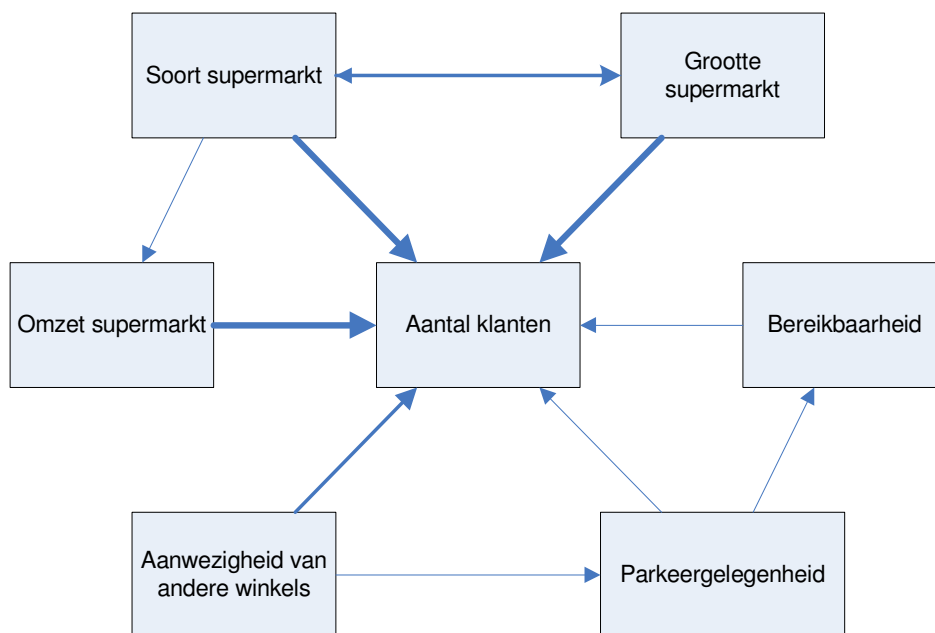 Soort supermarkt
Grootte
supermarkt
Omzet supermarkt
Aantal klanten
Bereikbaarheid
Aanwezigheid van
andere winkels
Parkeergelegenheid